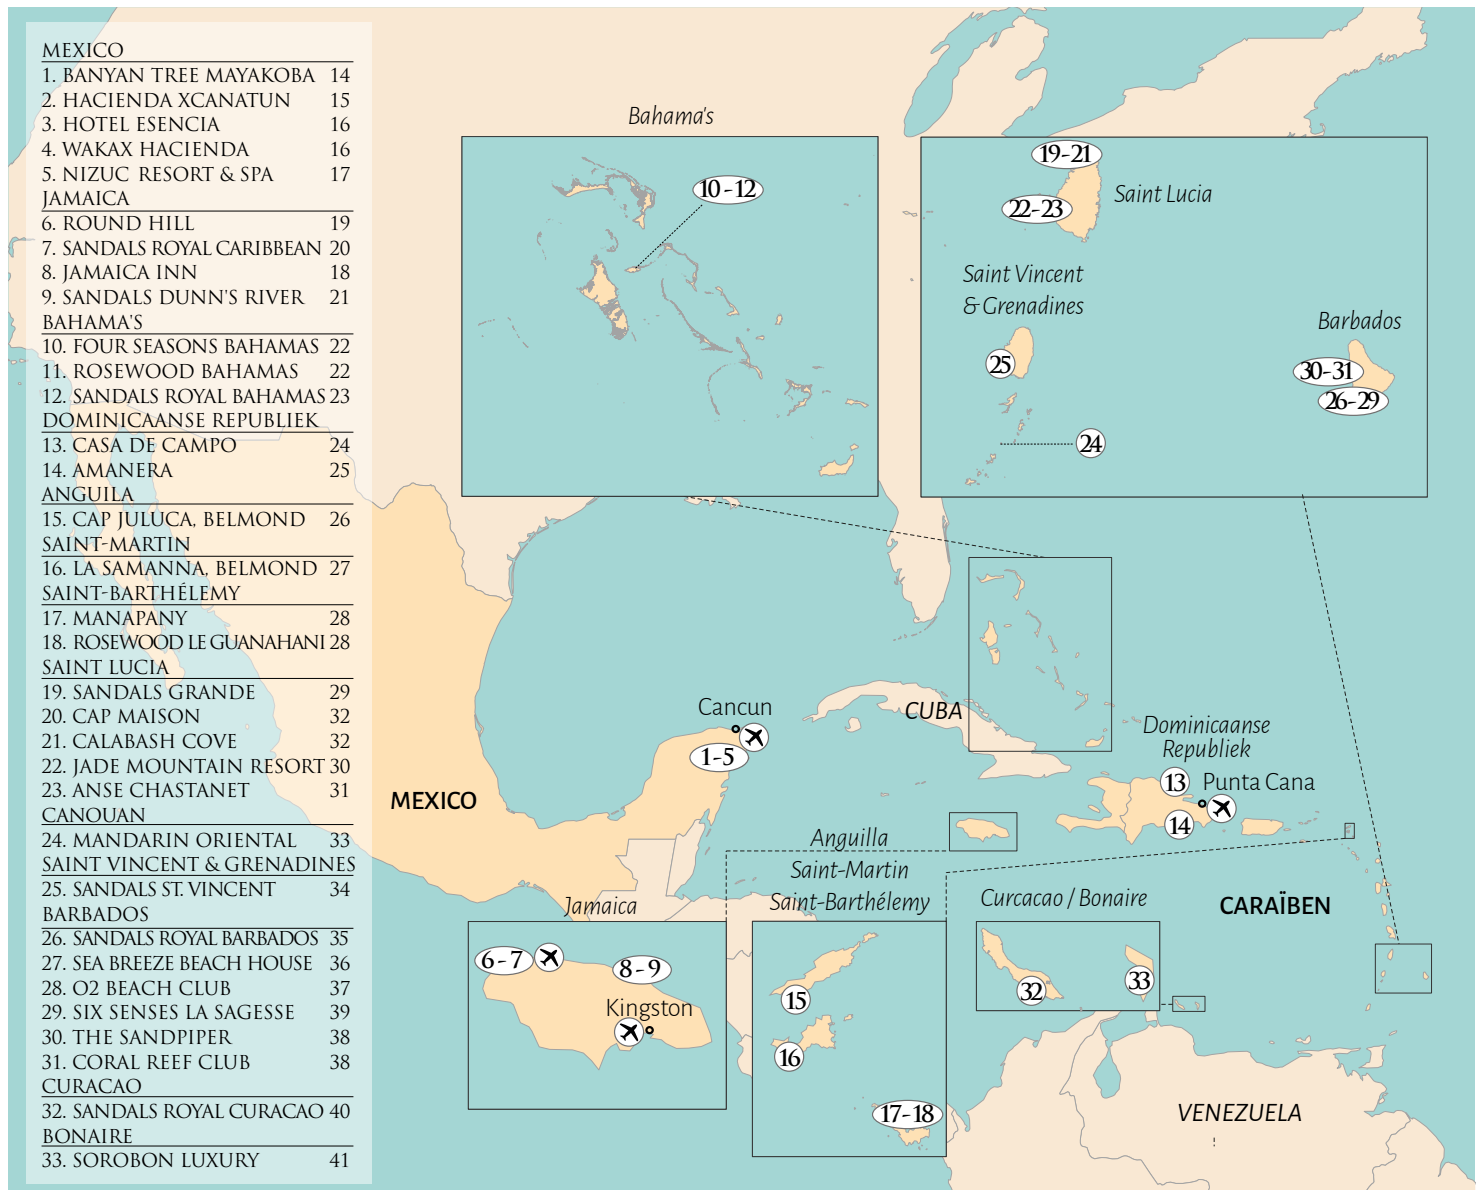 MEXICO
1. BANYAN TREE MAYAKOBA 14
2. HACIENDA XCANATUN 15
3. HOTEL ESENCIA 16
4. WAKAX HACIENDA 16
5. NIZUC RESORT & SPA 17
JAMAICA
6. ROUND HILL 19
7. SANDALS ROYAL CARIBBEAN 20
8. JAMAICA INN 18
9. SANDALS DUNN'S RIVER 21
BAHAMA'S
10. FOUR SEASONS BAHAMAS 22
11. ROSEWOOD BAHAMAS 22
12. SANDALS ROYAL BAHAMAS 23
DOMINICAANSE REPUBLIEK
13. CASA DE CAMPO 24
14. AMANERA 25
ANGUILA
15. CAP JULUCA, BELMOND 26
SAINT-MARTIN
16. LA SAMANNA, BELMOND 27
SAINT-BARTHÉLEMY
17. MANAPANY 28
18. ROSEWOOD LE GUANAHANI 28
SAINT LUCIA
19. SANDALS GRANDE 29
20. CAP MAISON 32
21. CALABASH COVE 32
22. JADE MOUNTAIN RESORT 30
23. ANSE CHASTANET 31
CANOUAN
24. MANDARIN ORIENTAL 33
SAINT VINCENT & GRENADINES
25. SANDALS ST. VINCENT 34
BARBADOS
26. SANDALS ROYAL BARBADOS 35
27. SEA BREEZE BEACH HOUSE 36
28. O2 BEACH CLUB 37
29. SIX SENSES LA SAGESSE 39
30. THE SANDPIPER 38
31. CORAL REEF CLUB 38
CURACAO
32. SANDALS ROYAL CURACAO 40
BONAIRE
33. SOROBON LUXURY 41
Bahama's
10-12
19-21
Saint Lucia
22-23
Saint Vincent
& Grenadines
25
24
Barbados
30-31
26-29
Cancun
1-5
MEXICO
CUBA
Dominicaanse
Republiek
13
Punta Cana
14
Anguilla
Saint-Martin
Saint-Barthélemy
Jamaica
6-7
8-9
Kingston
15
16
17-18
Curcacao / Bonaire
32
33
CARAÏBEN
VENEZUELA